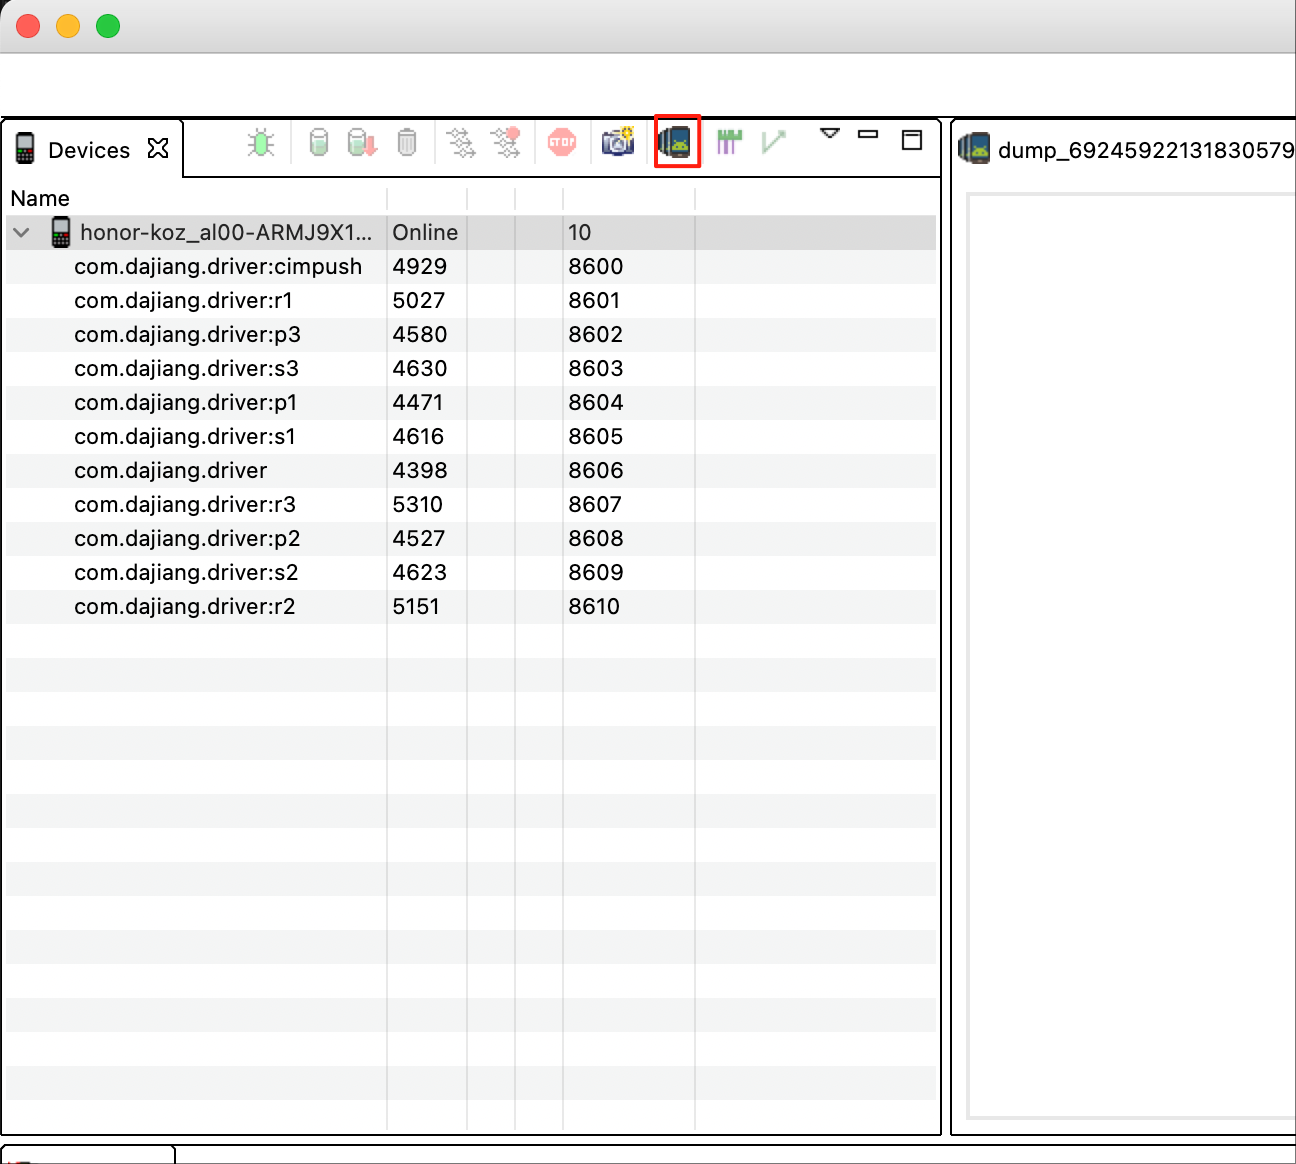 Devices
STOP
dump_69245922131830579
Name
honor-koz_al00-ARMJ9X1... Online 10
com.dajiang.driver:cimpush 4929 8600
com.dajiang.driver:r1 5027 8601
com.dajiang.driver:p3 4580 8602
com.dajiang.driver:s3 4630 8603
com.dajiang.driver:p1 4471 8604
com.dajiang.driver:s1 4616 8605
com.dajiang.driver 4398 8606
com.dajiang.driver:r3 5310 8607
com.dajiang.driver:p2 4527 8608
com.dajiang.driver:s2 4623 8609
com.dajiang.driver:r2 5151 8610